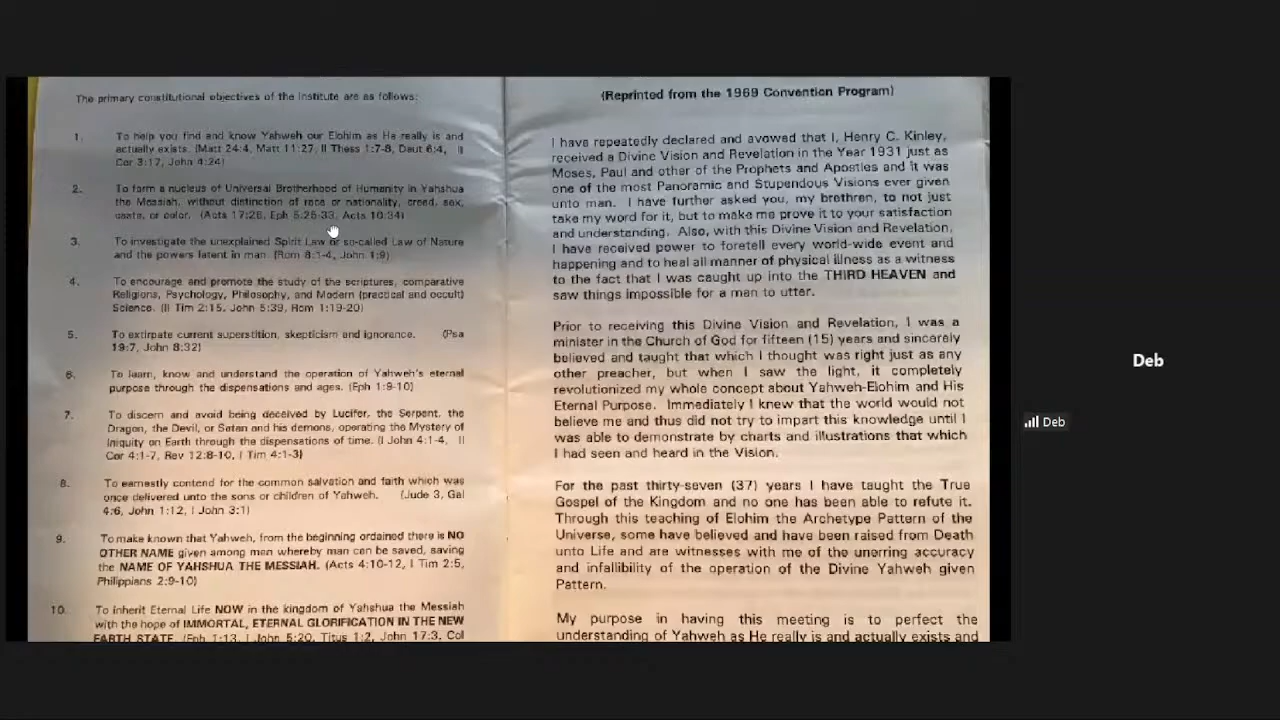 The primary constitutional objectives of the Institute are as follows:
1. To help you find and know Yahweh our Elohim as He really is and
actually exists. (Matt 24:4, Matt 11:27, II Thess 1:7-8, Deut 6:4, II
Cor 3:17, John 4:24)
2. To form a nucleus of Universal Brotherhood of Humanity in Yahshua
the Messiah, without distinction of race or nationality, creed, sex,
caste, or color. (Acts 17:26, Eph 5:25-33, Acts 10:34)
3. To investigate the unexplained Spirit Law or so-called Law of Nature
and the powers latent in man. (Rom 8:1-4, John 1:9)
4. To encourage and promote the study of the scriptures, comparative
Religions, Psychology, Philosophy, and Modern (practical and occult)
Science. (II Tim 2:15, John 5:39, Rom 1:19-20)
5. To extirpate current superstition, skepticism and ignorance. (Psa
19:7, John 8:32)
6. To learn, know and understand the operation of Yahweh's eternal
purpose through the dispensations and ages. (Eph 1:9-10)
7. To discern and avoid being deceived by Lucifer, the Serpent, the
Dragon, the Devil, or Satan and his demons, operating the Mystery of
Iniquity on Earth through the dispensations of time. (I John 4:1-4, II
Cor 4:1-7, Rev 12:8-10, I Tim 4:1-3)
8. To earnestly contend for the common salvation and faith which was
once delivered unto the sons or children of Yahweh. (Jude 3, Gal
4:6, John 1:12, I John 3:1)
9. To make known that Yahweh, from the beginning ordained there is NO
OTHER NAME given among men whereby man can be saved, saving
the NAME OF YAHSHUA THE MESSIAH. (Acts 4:10-12, I Tim 2:5,
Philippians 2:9-10)
10. To inherit Eternal Life NOW in the kingdom of Yahshua the Messiah
with the hope of IMMORTAL, ETERNAL GLORIFICATION IN THE NEW
EARTH STATE. (Eph 1:13, I John 5:20, Titus 1:2, John 17:3, Col
(Reprinted from the 1969 Convention Program)
I have repeatedly declared and avowed that I, Henry C. Kinley,
received a Divine Vision and Revelation in the Year 1931 just as
Moses, Paul and other of the Prophets and Apostles and it was
one of the most Panoramic and Stupendous Visions ever given
unto man. I have further asked you, my brethren, to not just
take my word for it, but to make me prove it to your satisfaction
and understanding. Also, with this Divine Vision and Revelation,
I have received power to foretell every world-wide event and
happening and to heal all manner of physical illness as a witness
to the fact that I was caught up into the THIRD HEAVEN and
saw things impossible for a man to utter.
Prior to receiving this Divine Vision and Revelation, I was a
minister in the Church of God for fifteen (15) years and sincerely
believed and taught that which I thought was right just as any
other preacher, but when I saw the light, it completely
revolutionized my whole concept about Yahweh-Elohim and His
Eternal Purpose. Immediately I knew that the world would not
believe me and thus did not try to impart this knowledge until I
was able to demonstrate by charts and illustrations that which
I had seen and heard in the Vision.
For the past thirty-seven (37) years I have taught the True
Gospel of the Kingdom and no one has been able to refute it.
Through this teaching of Elohim the Archetype Pattern of the
Universe, some have believed and have been raised from Death
unto Life and are witnesses with me of the unerring accuracy
and infallibility of the operation of the Divine Yahweh given
Pattern.
My purpose in having this meeting is to perfect the
understanding of Yahweh as He really is and actually exists and
Deb
Deb